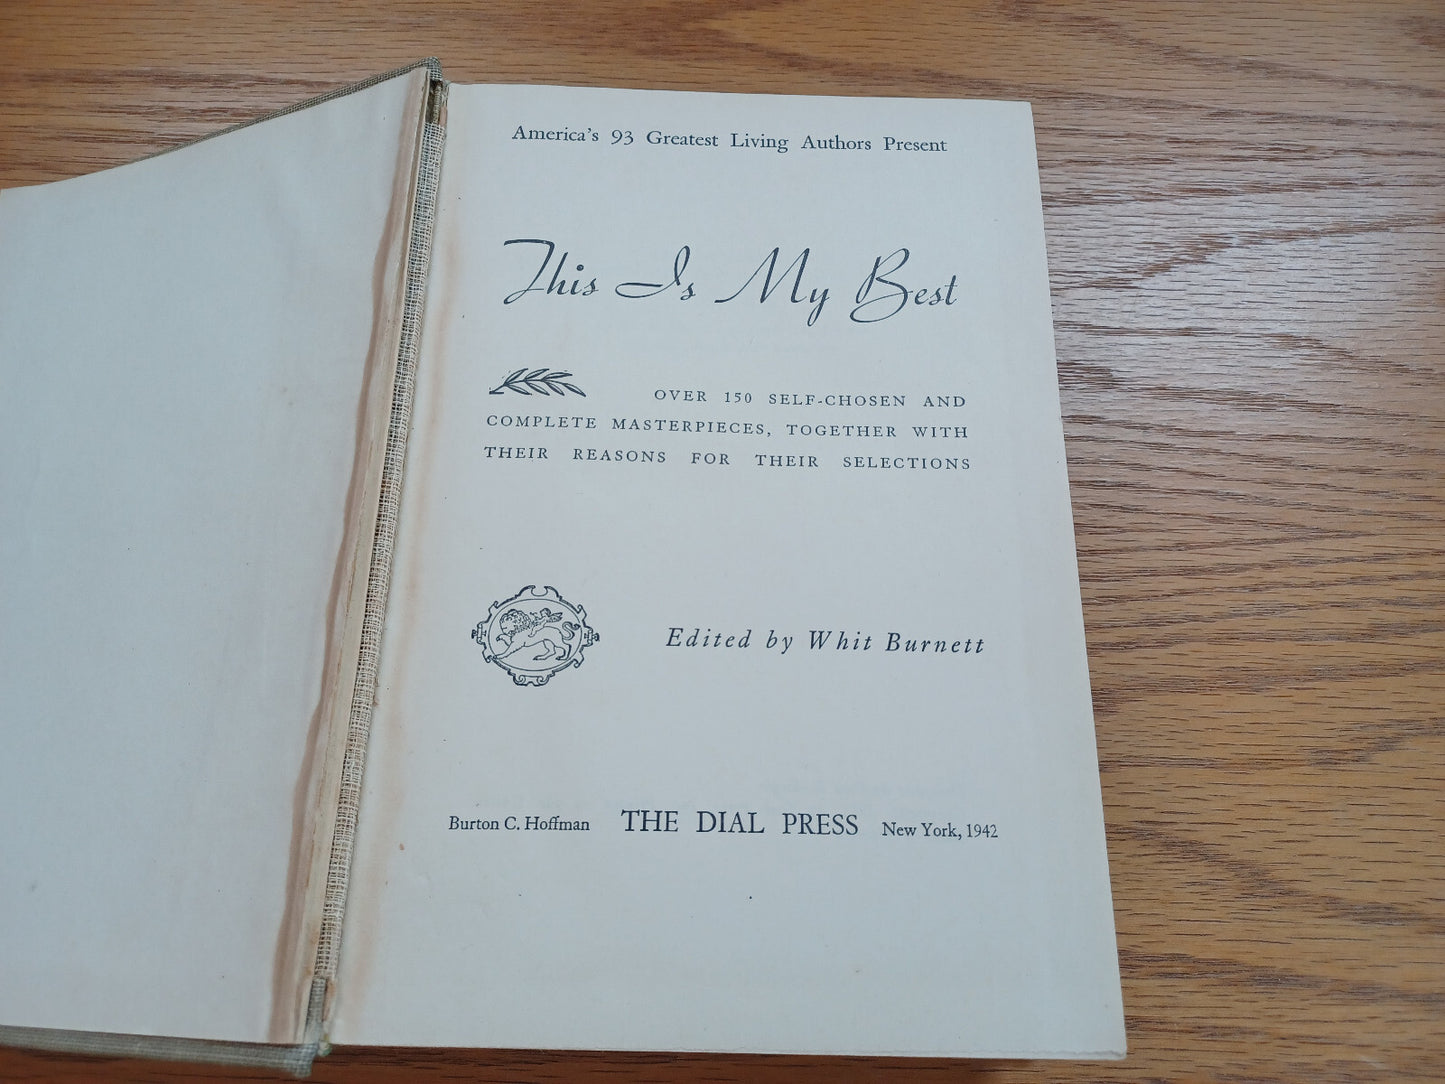 America's 93 Greatest Living Authors Present
This Is My Best
OVER 150 SELF-CHOSEN AND
COMPLETE MASTERPIECES, TOGETHER WITH
THEIR REASONS FOR THEIR SELECTIONS
Edited by Whit Burnett
Burton C. Hoffman THE DIAL PRESS New York, 1942